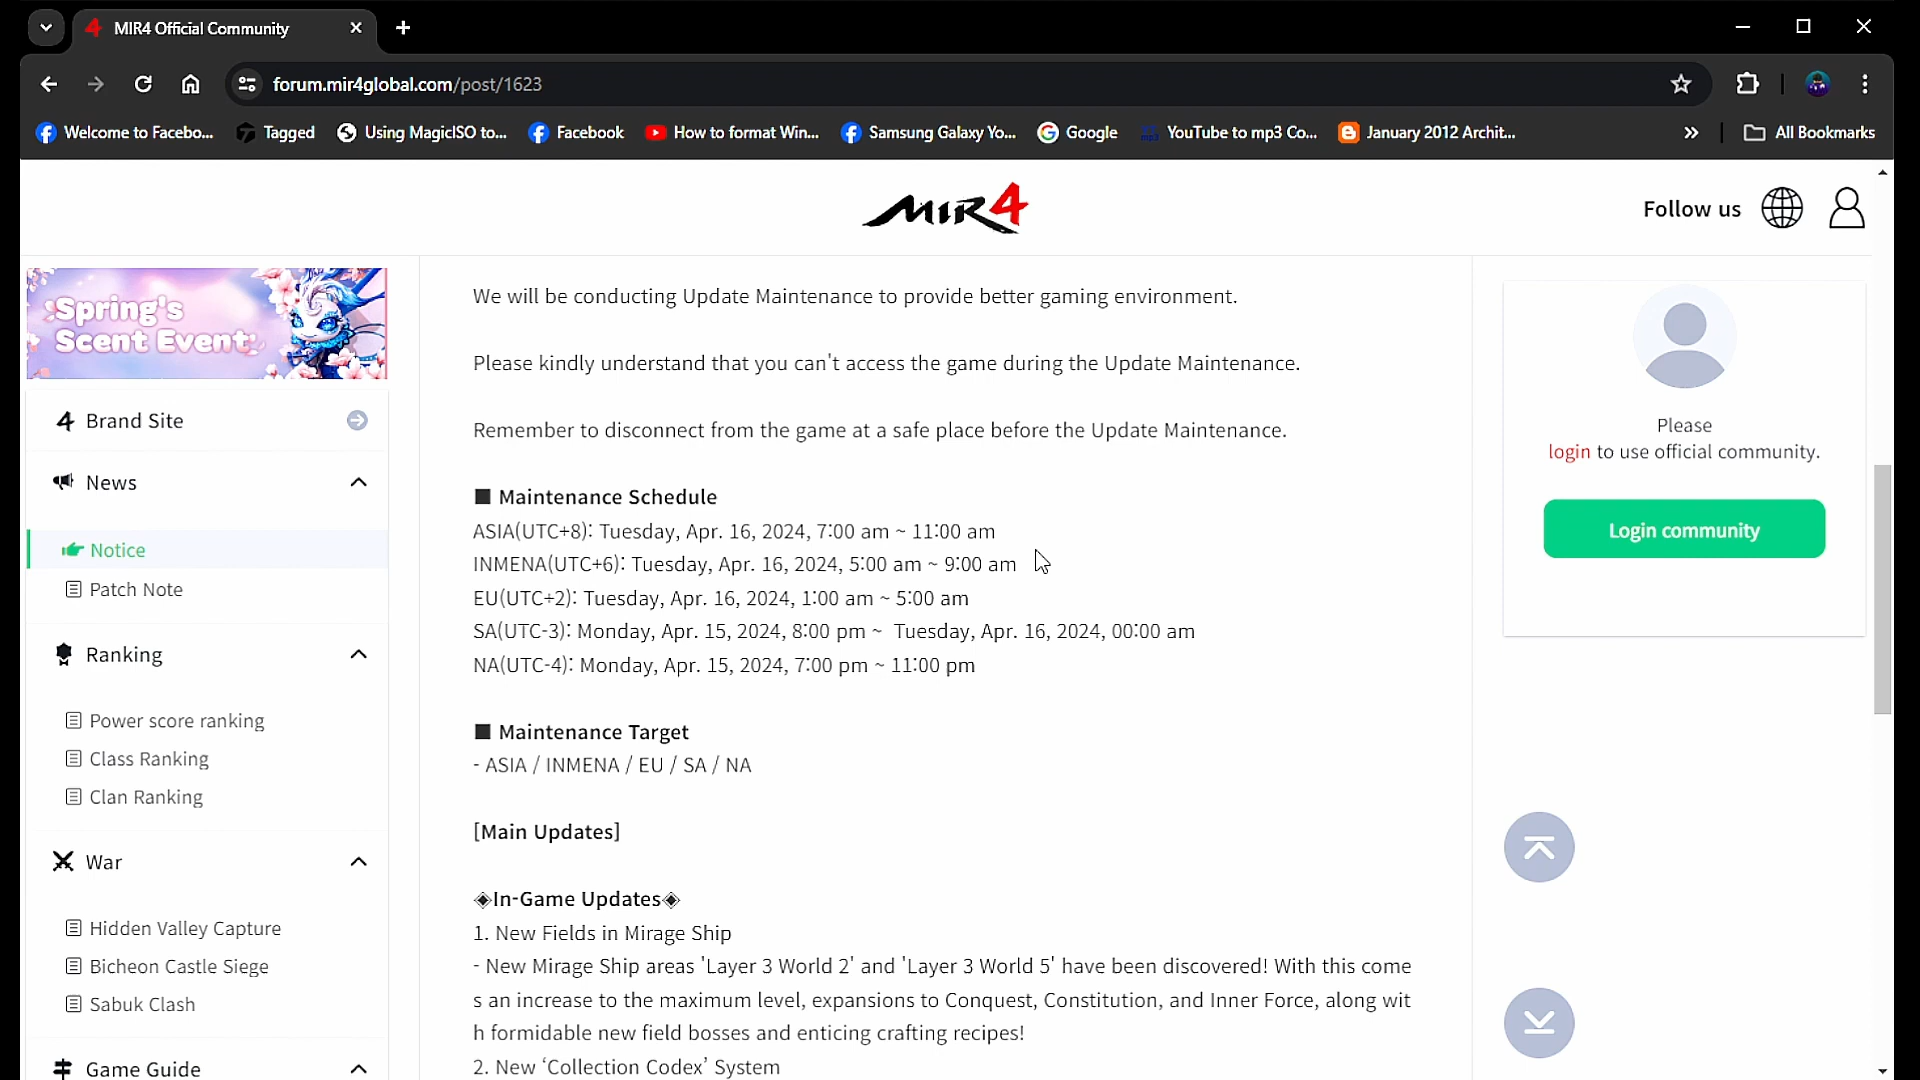 MIR4 Official Community
forum.mir4global.com/post/1623
Welcome to Facebo...
Tagged
Using MagicISO to...
Facebook
How to format Win...
Samsung Galaxy Yo...
Google
YouTube to mp3 Co...
January 2012 Archit...
All Bookmarks
MIR4
Follow us
Spring's
Scent Event
Brand Site
News
Notice
Patch Note
Ranking
Power score ranking
Class Ranking
Clan Ranking
War
Hidden Valley Capture
Bicheon Castle Siege
Sabuk Clash
Game Guide
We will be conducting Update Maintenance to provide better gaming environment.
Please kindly understand that you can't access the game during the Update Maintenance.
Remember to disconnect from the game at a safe place before the Update Maintenance.
■ Maintenance Schedule
ASIA(UTC+8): Tuesday, Apr. 16, 2024, 7:00 am ~ 11:00 am
INMENA(UTC+6): Tuesday, Apr. 16, 2024, 5:00 am ~ 9:00 am
EU(UTC+2): Tuesday, Apr. 16, 2024, 1:00 am ~ 5:00 am
SA(UTC-3): Monday, Apr. 15, 2024, 8:00 pm ~ Tuesday, Apr. 16, 2024, 00:00 am
NA(UTC-4): Monday, Apr. 15, 2024, 7:00 pm ~ 11:00 pm
■ Maintenance Target
- ASIA / INMENA / EU / SA / NA
[Main Updates]
◈In-Game Updates◈
1. New Fields in Mirage Ship
- New Mirage Ship areas 'Layer 3 World 2' and 'Layer 3 World 5' have been discovered! With this come
s an increase to the maximum level, expansions to Conquest, Constitution, and Inner Force, along wit
h formidable new field bosses and enticing crafting recipes!
2. New ‘Collection Codex’ System
Please
login to use official community.
Login community